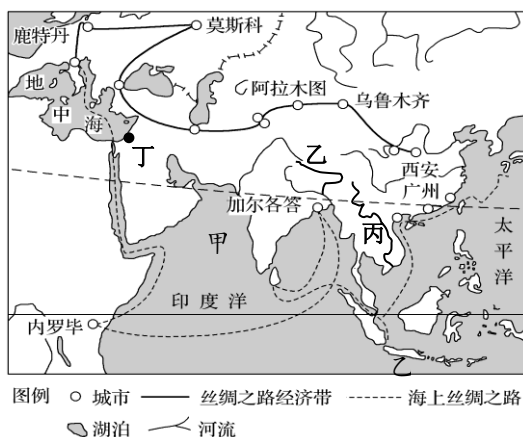 鹿特丹
莫斯科
地
中
海
阿拉木图
乌鲁木齐
丁
乙
西安
广州
加尔各答
丙
甲
太
平
洋
印度洋
内罗毕
乙
图例 城市 丝绸之路经济带 海上丝绸之路
湖泊 河流